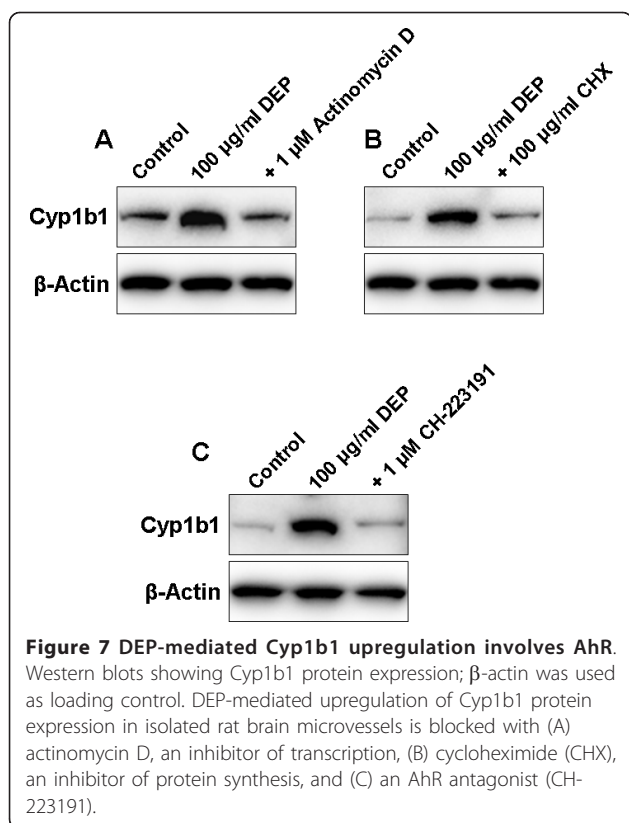 A
Control
100 µg/ml DEP
+ 1 µM Actinomycin D
B
Control
100 µg/ml DEP
+ 100 µg/ml CHX
Cyp1b1
β-Actin
C
Control
100 µg/ml DEP
+ 1 µM CH-223191
Cyp1b1
β-Actin
Figure 7 DEP-mediated Cyp1b1 upregulation involves AhR.
Western blots showing Cyp1b1 protein expression; β-actin was used
as loading control. DEP-mediated upregulation of Cyp1b1 protein
expression in isolated rat brain microvessels is blocked with (A)
actinomycin D, an inhibitor of transcription, (B) cycloheximide (CHX),
an inhibitor of protein synthesis, and (C) an AhR antagonist (CH-
223191).